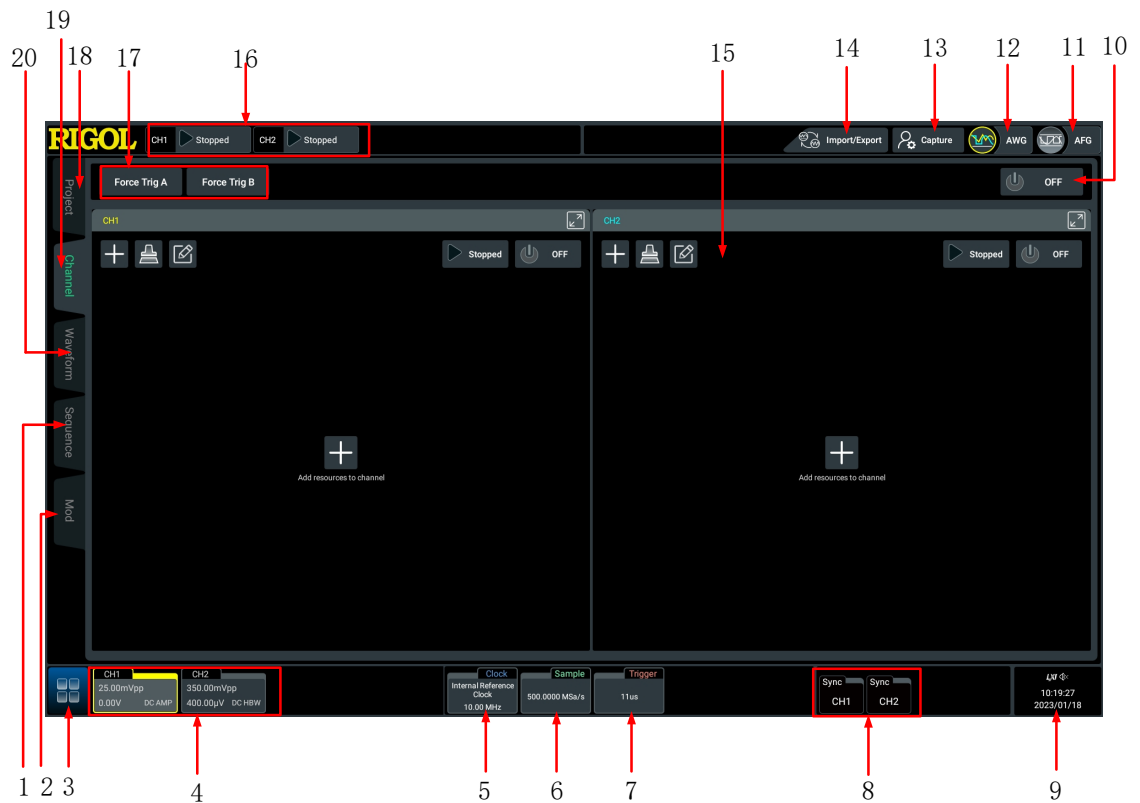 19
20 18 17 16 15 14 13 12 11 10
RIGOL CH1 Stopped CH2 Stopped Import/Export Capture AWG AFG
Project
Force Trig A Force Trig B OFF
CH1 CH2
Channel
Stopped OFF Stopped OFF
Waveform
Sequence
Add resources to channel Add resources to channel
Mod
CH1 CH2 Clock Sample Trigger
25.00mVpp 350.00mVpp Internal Reference Clock 500.0000 MSa/s 11us Sync Sync LXI
0.00V DC AMP 400.00µV DC HBW 10.00 MHz CH1 CH2 10:19:27
2023/01/18
1 2 3 4 5 6 7 8 9